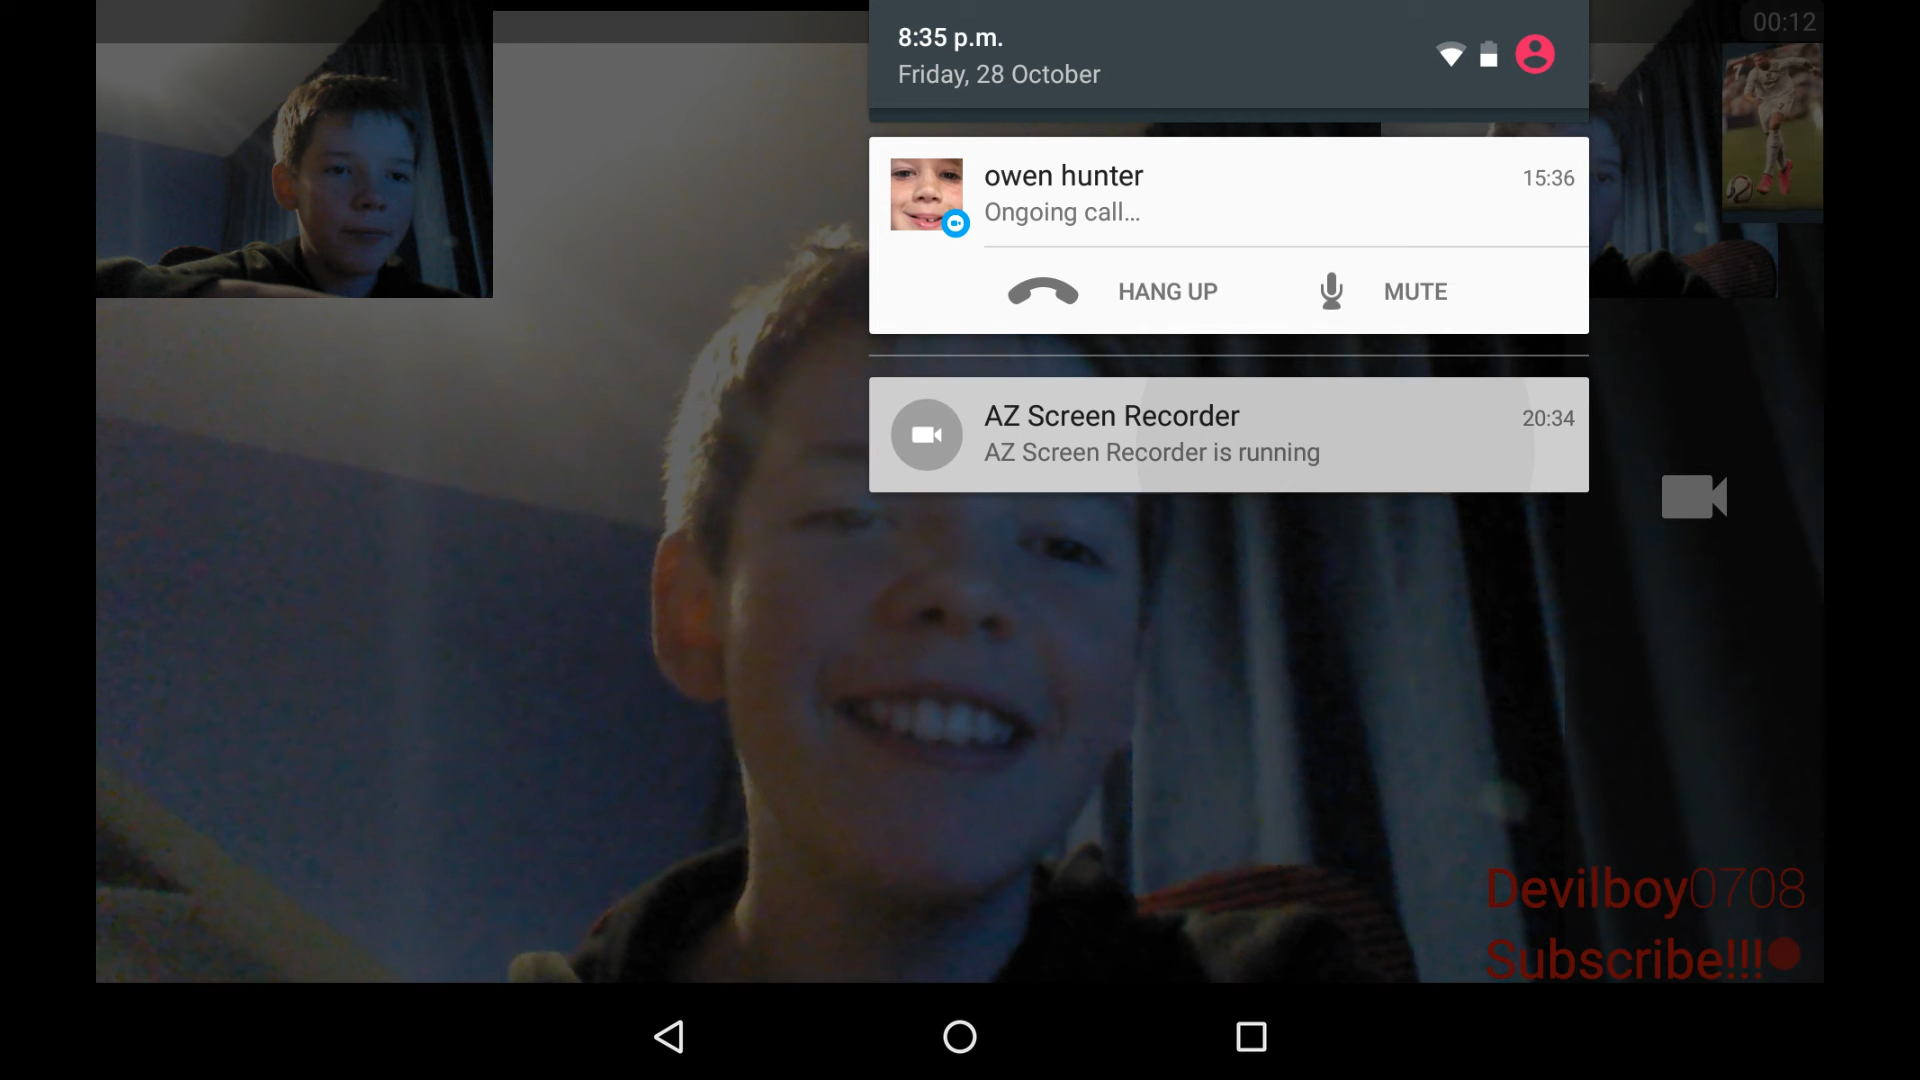 00:12
8:35 p.m.
Friday, 28 October
owen hunter
15:36
Ongoing call...
HANG UP
MUTE
AZ Screen Recorder
20:34
AZ Screen Recorder is running
Devilboy0708
Subscribe!!!